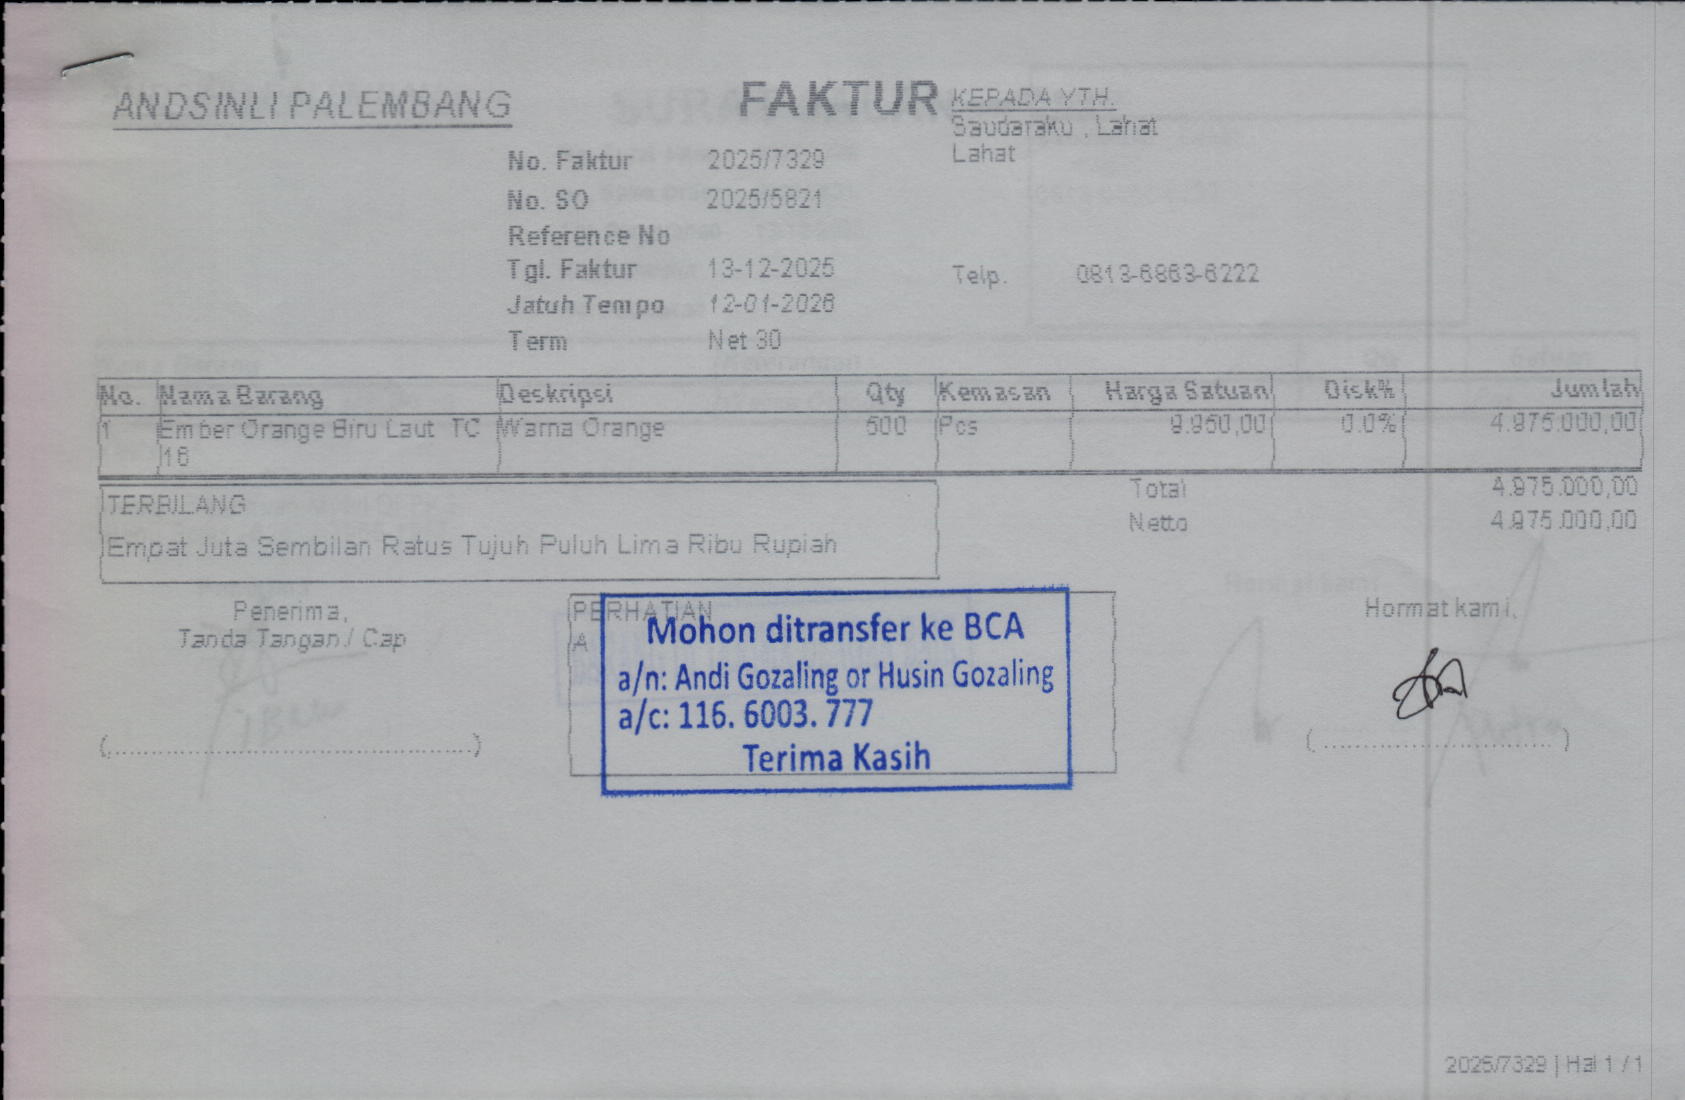 ANDSINLI PALEMBANG
FAKTUR
KEPADA YTH.
Saudaraku , Lahat
Lahat
No. Faktur 2025/7329
No. SO 2025/5821
Reference No
Tgl. Faktur 13-12-2025
Telp. 0813-6863-6222
Jatuh Tempo 12-01-2026
Term Net 30
No. Nama Barang Deskripsi Qty Kemasan Harga Satuan Disk% Jumlah
1 Ember Orange Biru Laut TC Warna Orange 500 Pcs 9.950,00 0.0% 4.975.000,00
16
Total 4.975.000,00
TERBILANG
Netto 4.975.000,00
Empat Juta Sembilan Ratus Tujuh Puluh Lima Ribu Rupiah
Penerima,
Tanda Tangan / Cap
PERHATIAN
A
Mohon ditransfer ke BCA
a/n: Andi Gozaling or Husin Gozaling
a/c: 116. 6003. 777
Terima Kasih
Hormat kami,
(..........................................................)
(....................................)
2025/7329 | Hal 1 / 1